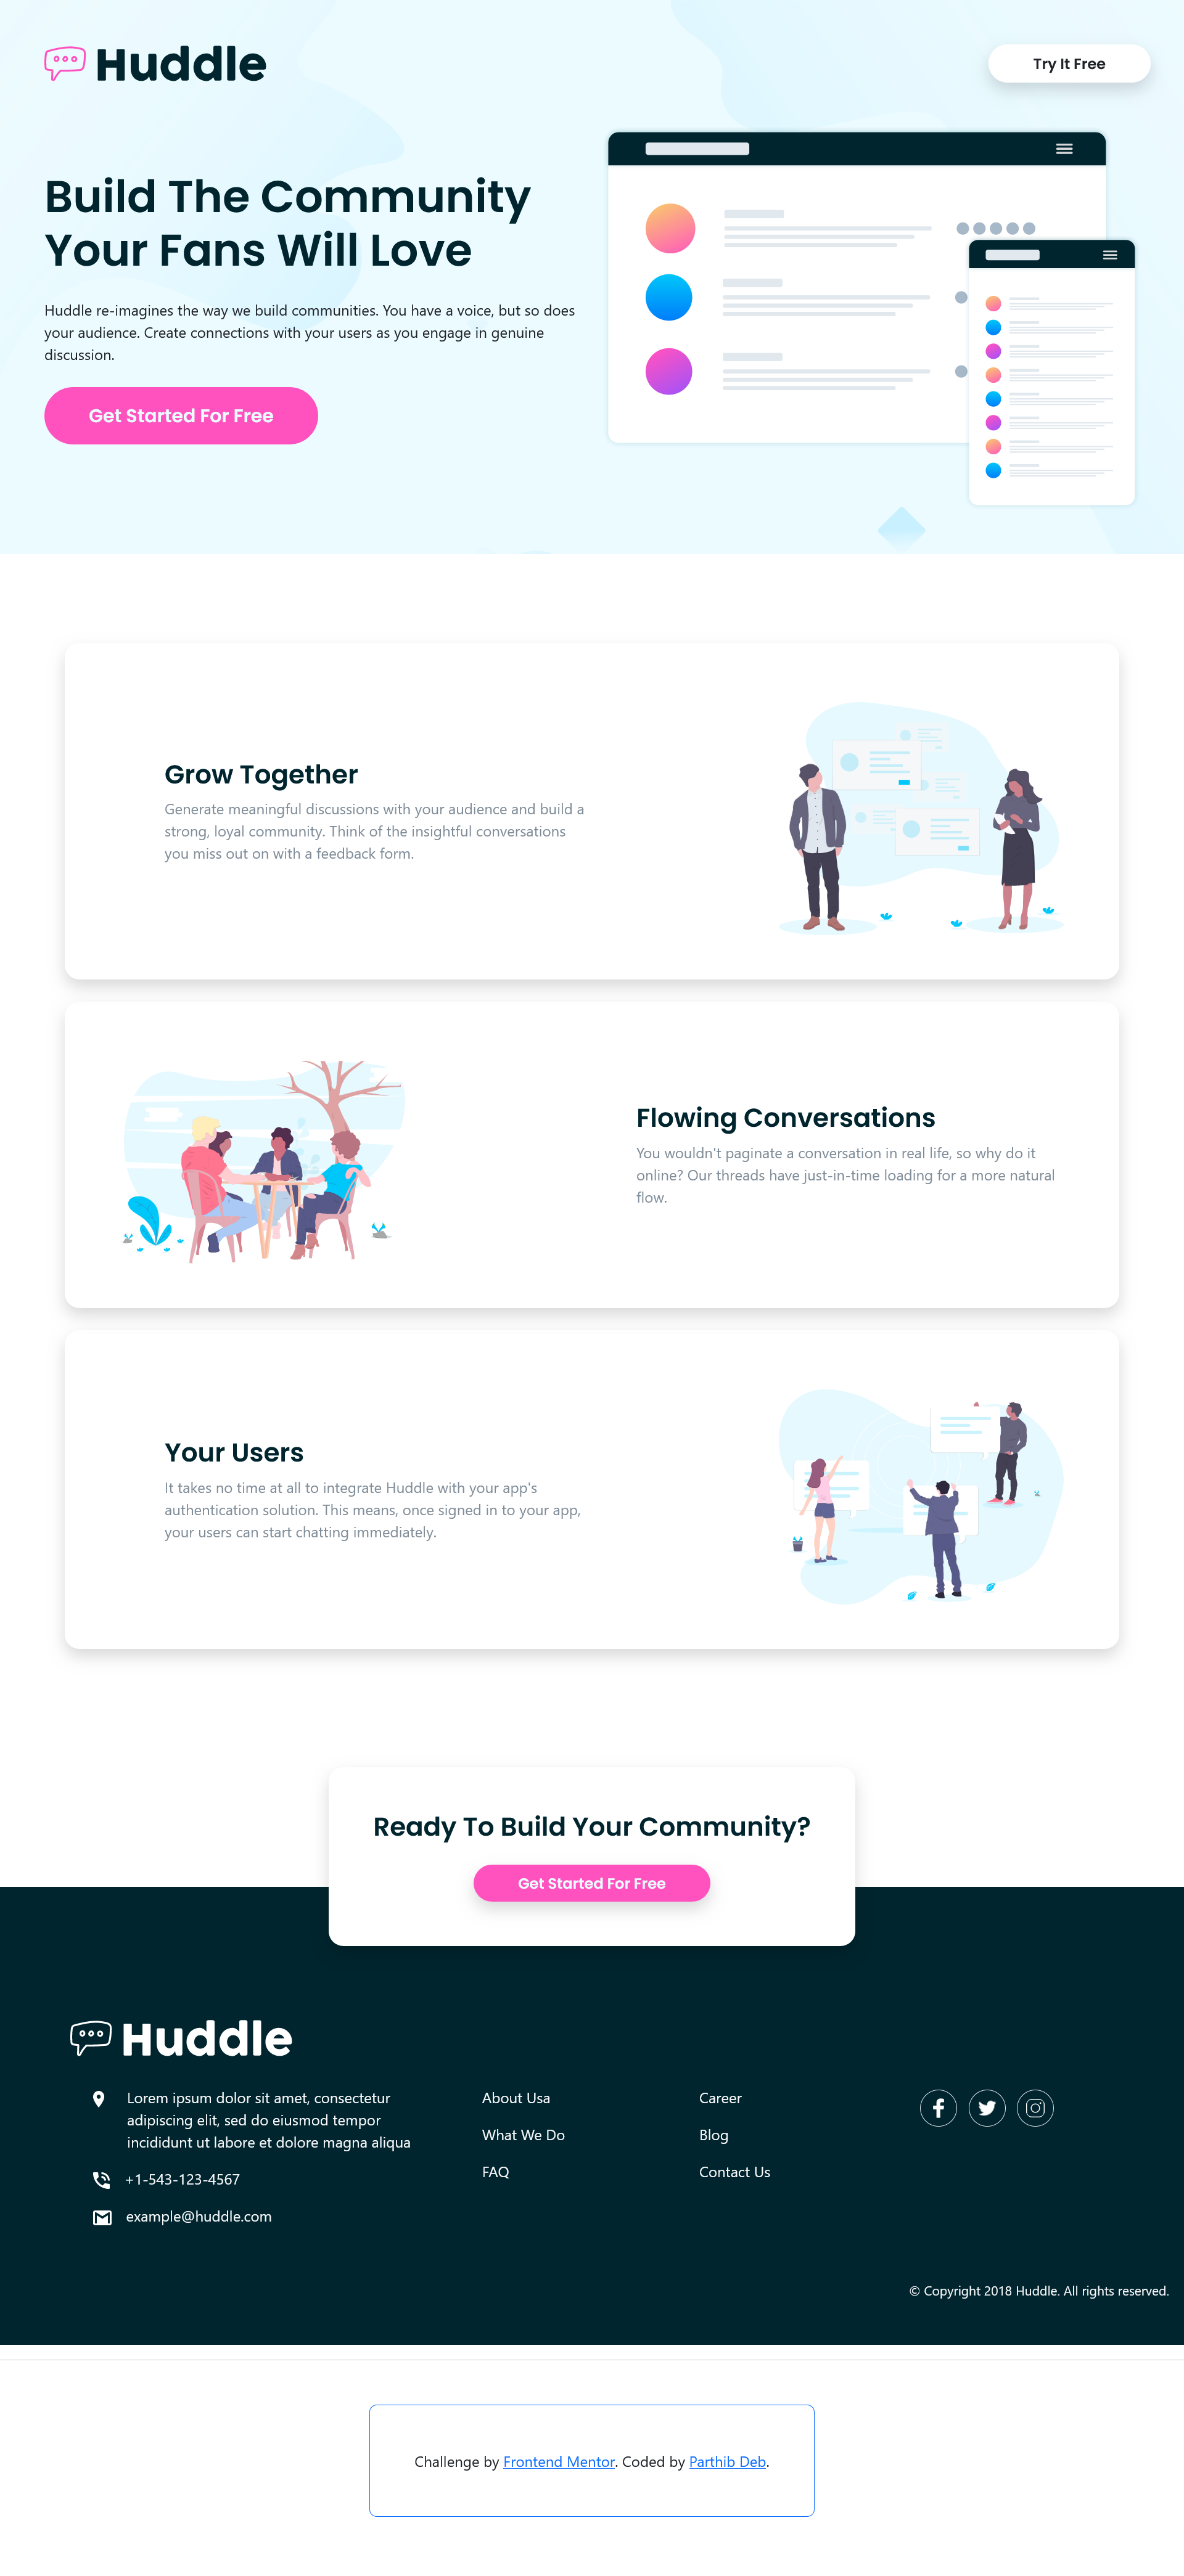 Huddle
Try It Free
Build The Community
Your Fans Will Love
Huddle re-imagines the way we build communities. You have a voice, but so does
your audience. Create connections with your users as you engage in genuine
discussion.
Get Started For Free
Grow Together
Generate meaningful discussions with your audience and build a
strong, loyal community. Think of the insightful conversations
you miss out on with a feedback form.
Flowing Conversations
You wouldn't paginate a conversation in real life, so why do it
online? Our threads have just-in-time loading for a more natural
flow.
Your Users
It takes no time at all to integrate Huddle with your app's
authentication solution. This means, once signed in to your app,
your users can start chatting immediately.
Ready To Build Your Community?
Get Started For Free
Huddle
Lorem ipsum dolor sit amet, consectetur
adipiscing elit, sed do eiusmod tempor
incididunt ut labore et dolore magna aliqua
+1-543-123-4567
example@huddle.com
About Usa
What We Do
FAQ
Career
Blog
Contact Us
© Copyright 2018 Huddle. All rights reserved.
Challenge by Frontend Mentor. Coded by Parthib Deb.